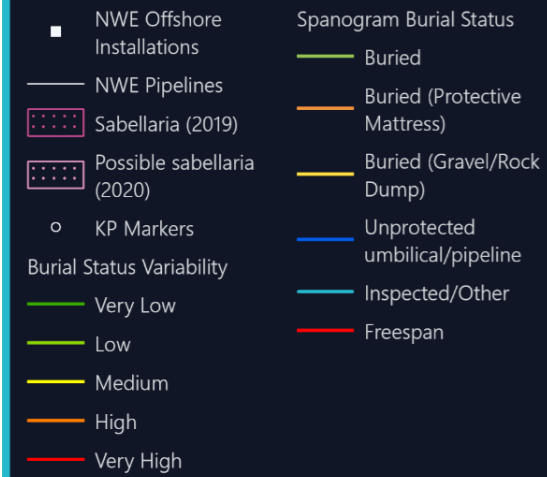 NWE Offshore
Installations
NWE Pipelines
Sabellaria (2019)
Possible sabellaria
(2020)
KP Markers
Burial Status Variability
Very Low
Low
Medium
High
Very High
Spanogram Burial Status
Buried
Buried (Protective
Mattress)
Buried (Gravel/Rock
Dump)
Unprotected
umbilical/pipeline
Inspected/Other
Freespan